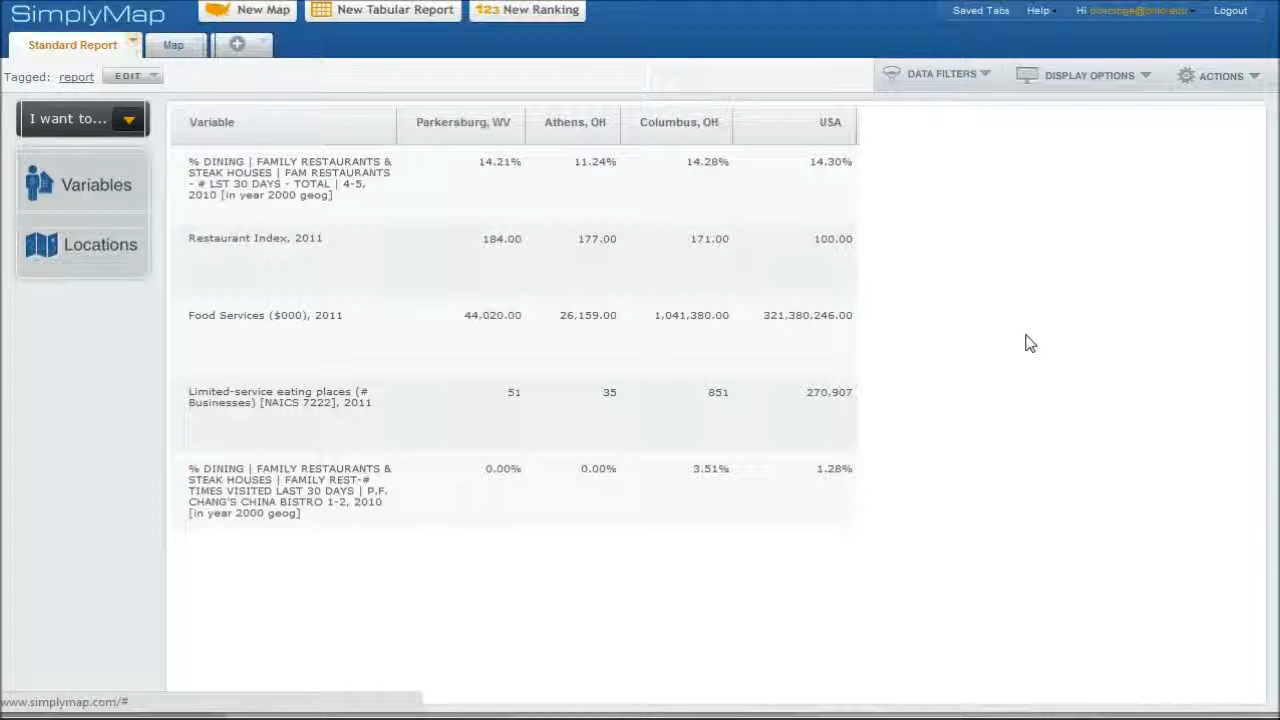 SimplyMap
New Map
New Tabular Report
123 New Ranking
Saved Tabs
Help
Hi
Logout
Standard Report
Map
Tagged: report
EDIT
DATA FILTERS
DISPLAY OPTIONS
ACTIONS
I want to...
Variables
Locations
Variable Parkersburg, WV Athens, OH Columbus, OH USA
% DINING | FAMILY RESTAURANTS & 14.21% 11.24% 14.28% 14.30%
STEAK HOUSES | FAM RESTAURANTS
- # LST 30 DAYS - TOTAL | 4-5,
2010 [in year 2000 geog]
Restaurant Index, 2011 184.00 177.00 171.00 100.00
Food Services ($000), 2011 44,020.00 26,159.00 1,041,380.00 321,380,246.00
Limited-service eating places (# 51 35 851 270,907
Businesses) [NAICS 7222], 2011
% DINING | FAMILY RESTAURANTS & 0.00% 0.00% 3.51% 1.28%
STEAK HOUSES | FAMILY REST-#
TIMES VISITED LAST 30 DAYS | P.F.
CHANG'S CHINA BISTRO 1-2, 2010
[in year 2000 geog]
www.simplymap.com/#